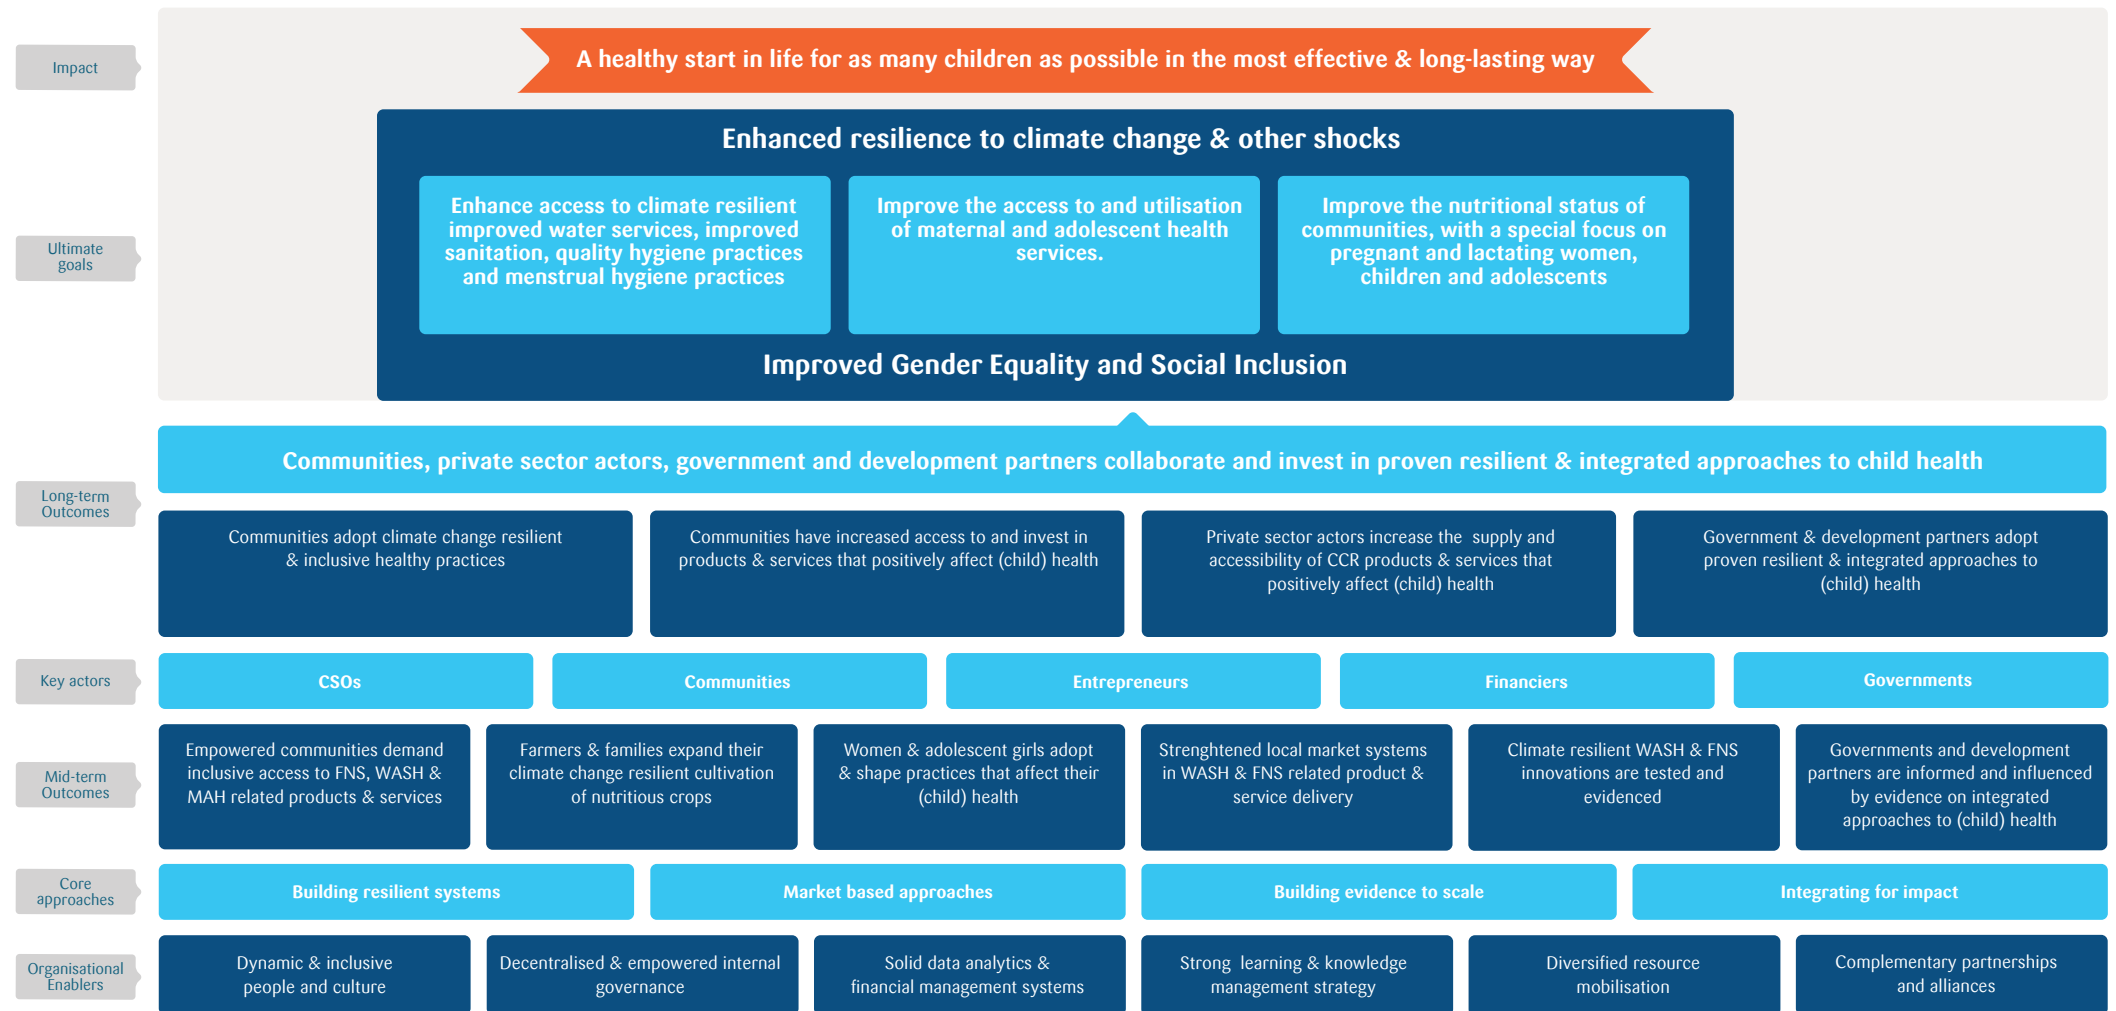 Impact
A healthy start in life for as many children as possible in the most effective & long-lasting way
Enhanced resilience to climate change & other shocks
Ultimate
goals
Enhance access to climate resilient
improved water services, improved
sanitation, quality hygiene practices
and menstrual hygiene practices
Improve the access to and utilisation
of maternal and adolescent health
services.
Improve the nutritional status of
communities, with a special focus on
pregnant and lactating women,
children and adolescents
Improved Gender Equality and Social Inclusion
Communities, private sector actors, government and development partners collaborate and invest in proven resilient & integrated approaches to child health
Long-term
Outcomes
Communities adopt climate change resilient
& inclusive healthy practices
Communities have increased access to and invest in
products & services that positively affect (child) health
Private sector actors increase the  supply and
accessibility of CCR products & services that
positively affect (child) health
Government & development partners adopt
proven resilient & integrated approaches to
(child) health
Key actors
CSOs
Communities
Entrepreneurs
Financiers
Governments
Mid-term
Outcomes
Empowered communities demand
inclusive access to FNS, WASH &
MAH related products & services
Farmers & families expand their
climate change resilient cultivation
of nutritious crops
Women & adolescent girls adopt
& shape practices that affect their
(child) health
Strenghtened local market systems
in WASH & FNS related product &
service delivery
Climate resilient WASH & FNS
innovations are tested and
evidenced
Governments and development
partners are informed and influenced
by evidence on integrated
approaches to (child) health
Core
approaches
Building resilient systems
Market based approaches
Building evidence to scale
Integrating for impact
Organisational
Enablers
Dynamic & inclusive
people and culture
Decentralised & empowered internal
governance
Solid data analytics &
financial management systems
Strong  learning & knowledge
management strategy
Diversified resource
mobilisation
Complementary partnerships
and alliances